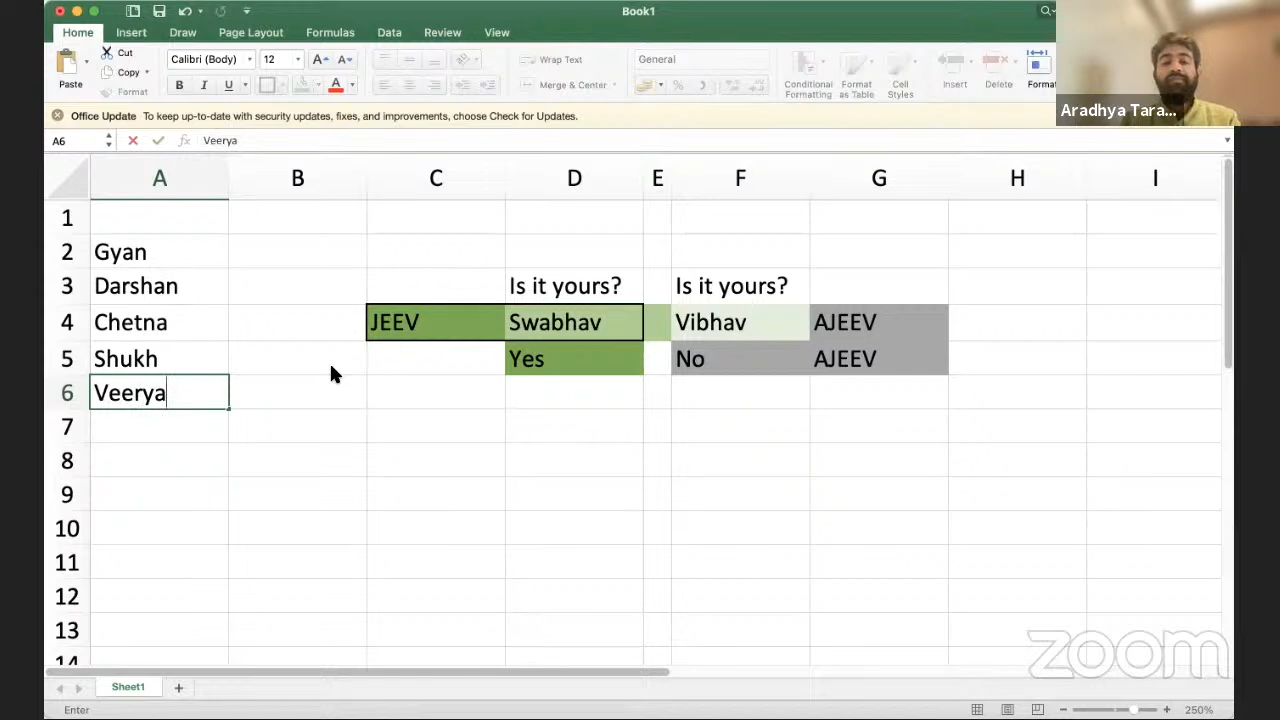 Book1
Home Insert Draw Page Layout Formulas Data Review View
Paste
Cut
Copy
Format
Calibri (Body) 12 A A
B I U A
Wrap Text
Merge & Center
General
%
Conditional Formatting
Format as Table
Cell Styles
Insert
Delete
Format
Aradhya Tara...
Office Update To keep up-to-date with security updates, fixes, and improvements, choose Check for Updates.
A6 fx Veerya
A B C D E F G H I
1
2 Gyan
3 Darshan Is it yours? Is it yours?
4 Chetna JEEV Swabhav Vibhav AJEEV
5 Shukh Yes No AJEEV
6 Veerya
7
8
9
10
11
12
13
14
zoom
Sheet1 +
Enter 250%